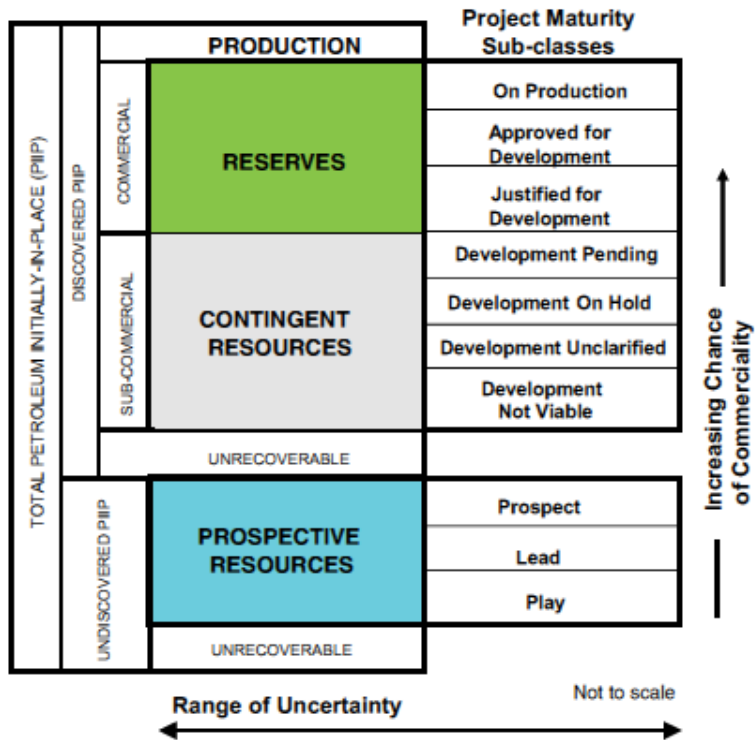 PRODUCTION
Project Maturity
Sub-classes
TOTAL PETROLEUM INITIALLY-IN-PLACE (PIIP)
DISCOVERED PIIP
COMMERCIAL
RESERVES
On Production
Approved for
Development
Justified for
Development
SUB-COMMERCIAL
CONTINGENT
RESOURCES
Development Pending
Development On Hold
Development Unclarified
Development
Not Viable
UNRECOVERABLE
UNDISCOVERED PIIP
PROSPECTIVE
RESOURCES
Prospect
Lead
Play
UNRECOVERABLE
Increasing Chance
of Commerciality
Range of Uncertainty
Not to scale